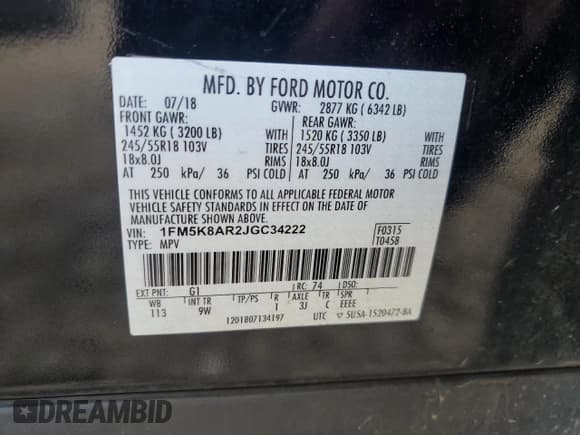 MFD. BY FORD MOTOR CO.
DATE: 07/18 GVWR: 2877 KG ( 6342 LB)
FRONT GAWR: REAR GAWR:
1452 KG ( 3200 LB) WITH 1520 KG ( 3350 LB) WITH
245/55R18 103V TIRES 245/55R18 103V TIRES
18x8.0J RIMS 18x8.0J RIMS
AT 250 kPa/ 36 PSI COLD AT 250 kPa/ 36 PSI COLD
THIS VEHICLE CONFORMS TO ALL APPLICABLE FEDERAL MOTOR
VEHICLE SAFETY STANDARDS IN EFFECT ON THE DATE OF
MANUFACTURE SHOWN ABOVE.
VIN: 1FM5K8AR2JGC34222 F0315
TYPE: MPV T0458
EXT PNT: G1 RC: 74 DSO:
WB INT TR TP/PS R AXLE TR SPR
113 9W 1 3J C EEEE
1201807134197 UTC ▽ 5U5A-1520472-BA
DREAMBID